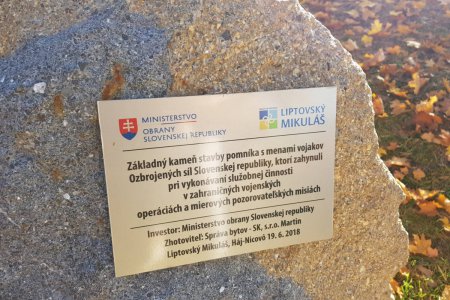 MINISTERSTVO
OBRANY
SLOVENSKEJ REPUBLIKY
LIPTOVSKÝ
MIKULÁŠ
Základný kameň stavby pomníka s menami vojakov
Ozbrojených síl Slovenskej republiky, ktorí zahynuli
pri vykonávaní služobnej činnosti
v zahraničných vojenských
operáciách a mierových pozorovateľských misiách
Investor: Ministerstvo obrany Slovenskej republiky
Zhotoviteľ: Správa bytov - SK, s.r.o. Martin
Liptovský Mikuláš, Háj-Nicovô 19. 6. 2018